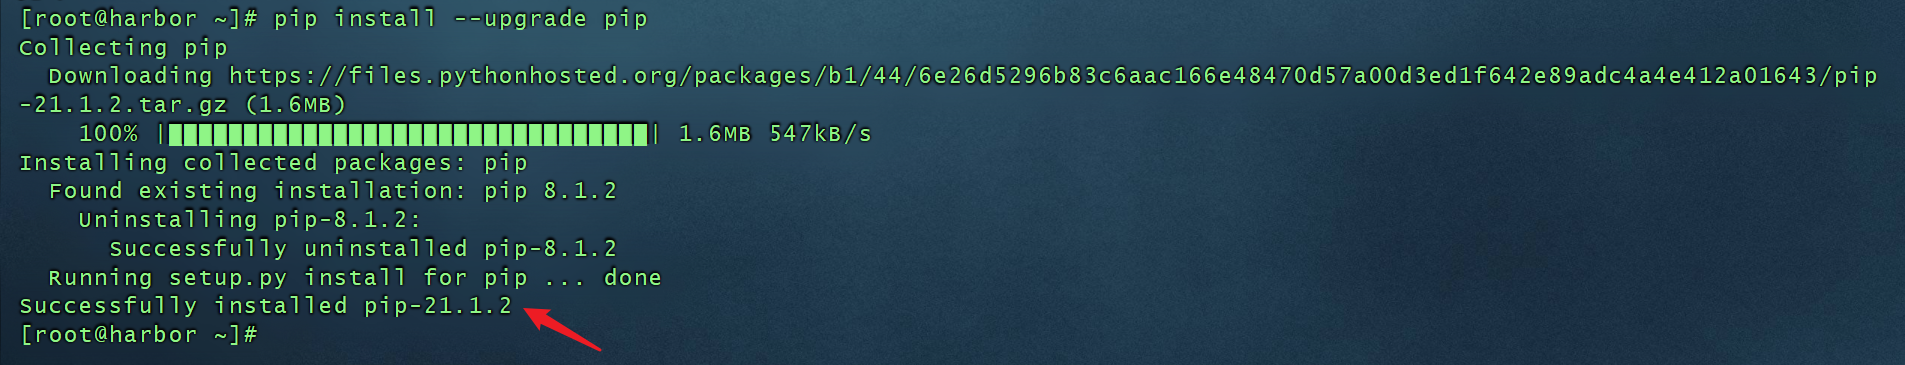 [root@harbor ~]# pip install --upgrade pip
Collecting pip
  Downloading https://files.pythonhosted.org/packages/b1/44/6e26d5296b83c6aac166e48470d57a00d3ed1f642e89adc4a4e412a01643/pip
-21.1.2.tar.gz (1.6MB)
    100% |████████████████████████████████| 1.6MB 547kB/s
Installing collected packages: pip
  Found existing installation: pip 8.1.2
    Uninstalling pip-8.1.2:
      Successfully uninstalled pip-8.1.2
  Running setup.py install for pip ... done
Successfully installed pip-21.1.2
[root@harbor ~]#